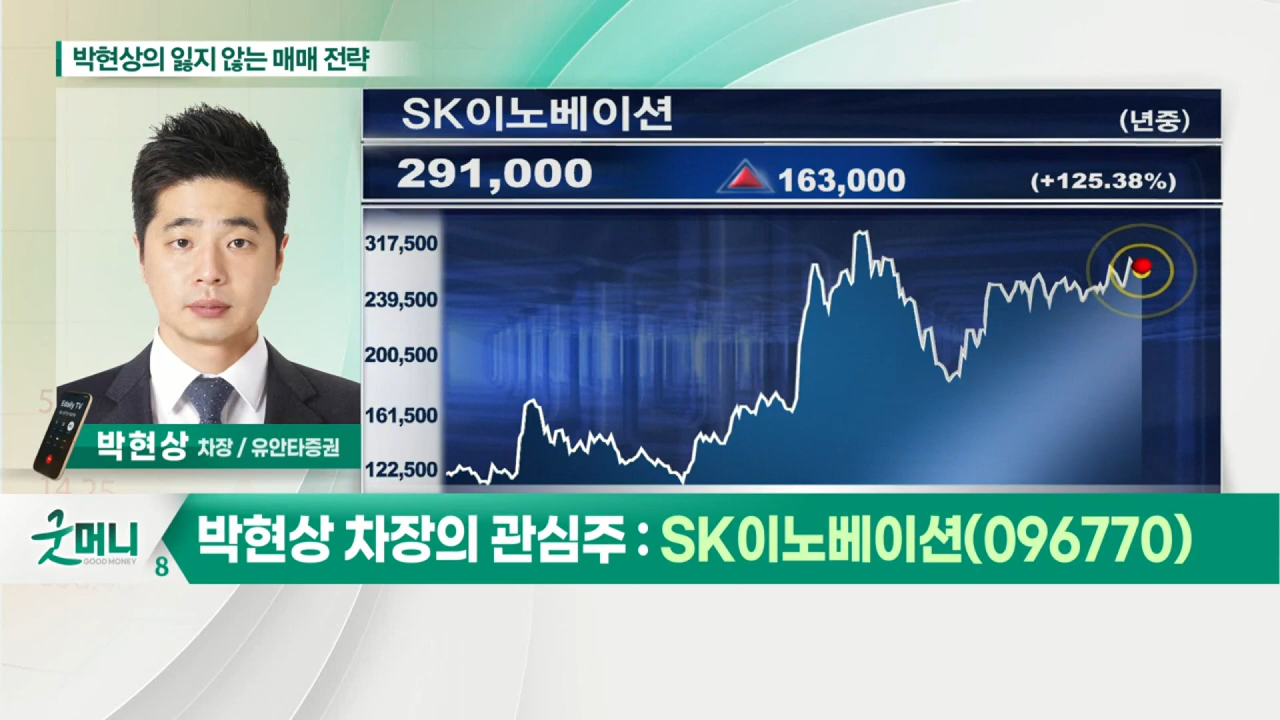 박현상의 잃지 않는 매매 전략
SK이노베이션
(년중)
291,000
163,000
(+125.38%)
317,500
239,500
200,500
161,500
122,500
Edaily TV
박현상 차장 / 유안타증권
굿머니
GOOD MONEY
8
박현상 차장의 관심주 : SK이노베이션(096770)